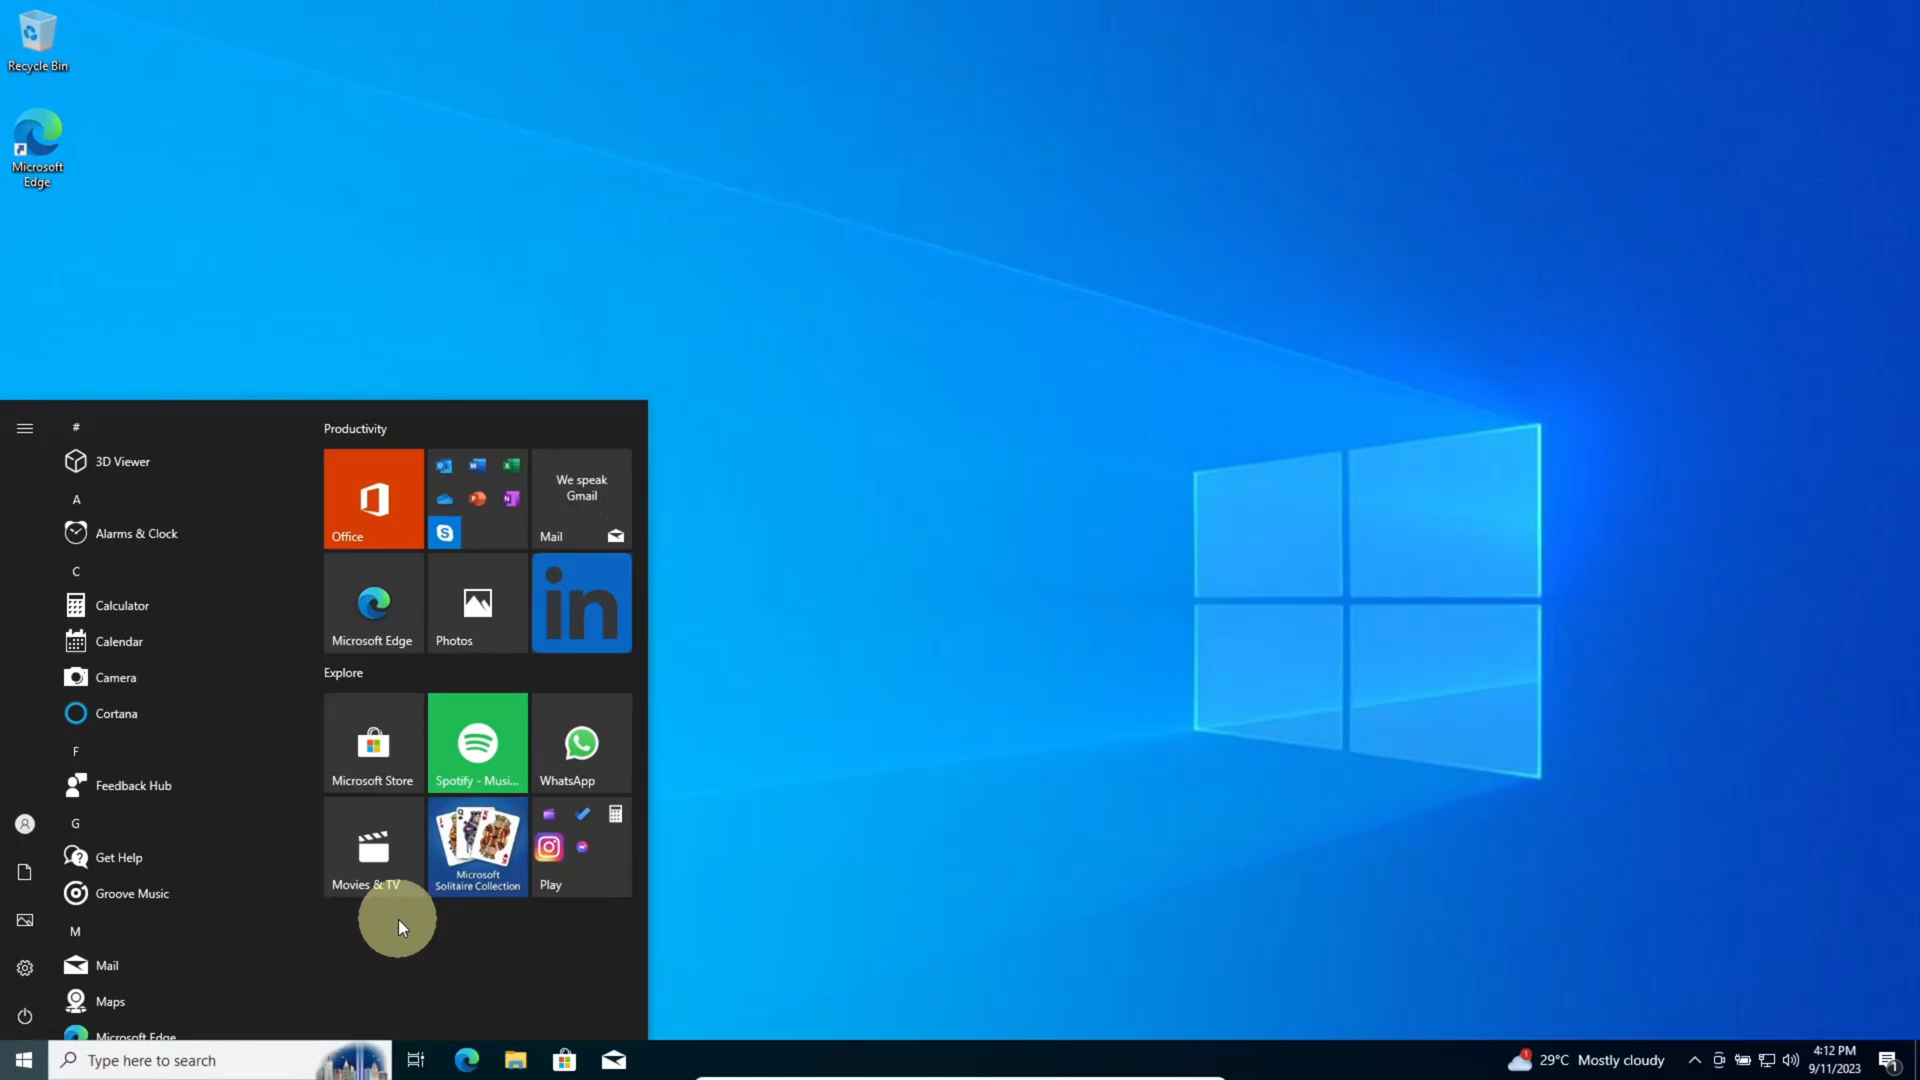 Recycle Bin
Microsoft
Edge
#
3D Viewer
A
Alarms & Clock
C
Calculator
Calendar
Camera
Cortana
F
Feedback Hub
G
Get Help
Groove Music
M
Mail
Maps
Microsoft Edge
Productivity
Office
We speak
Gmail
Mail
Microsoft Edge
Photos
in
Explore
Microsoft Store
Spotify - Musi...
WhatsApp
Movies & TV
Microsoft
Solitaire Collection
Play
Type here to search
1
29°C Mostly cloudy
4:12 PM
9/11/2023
1